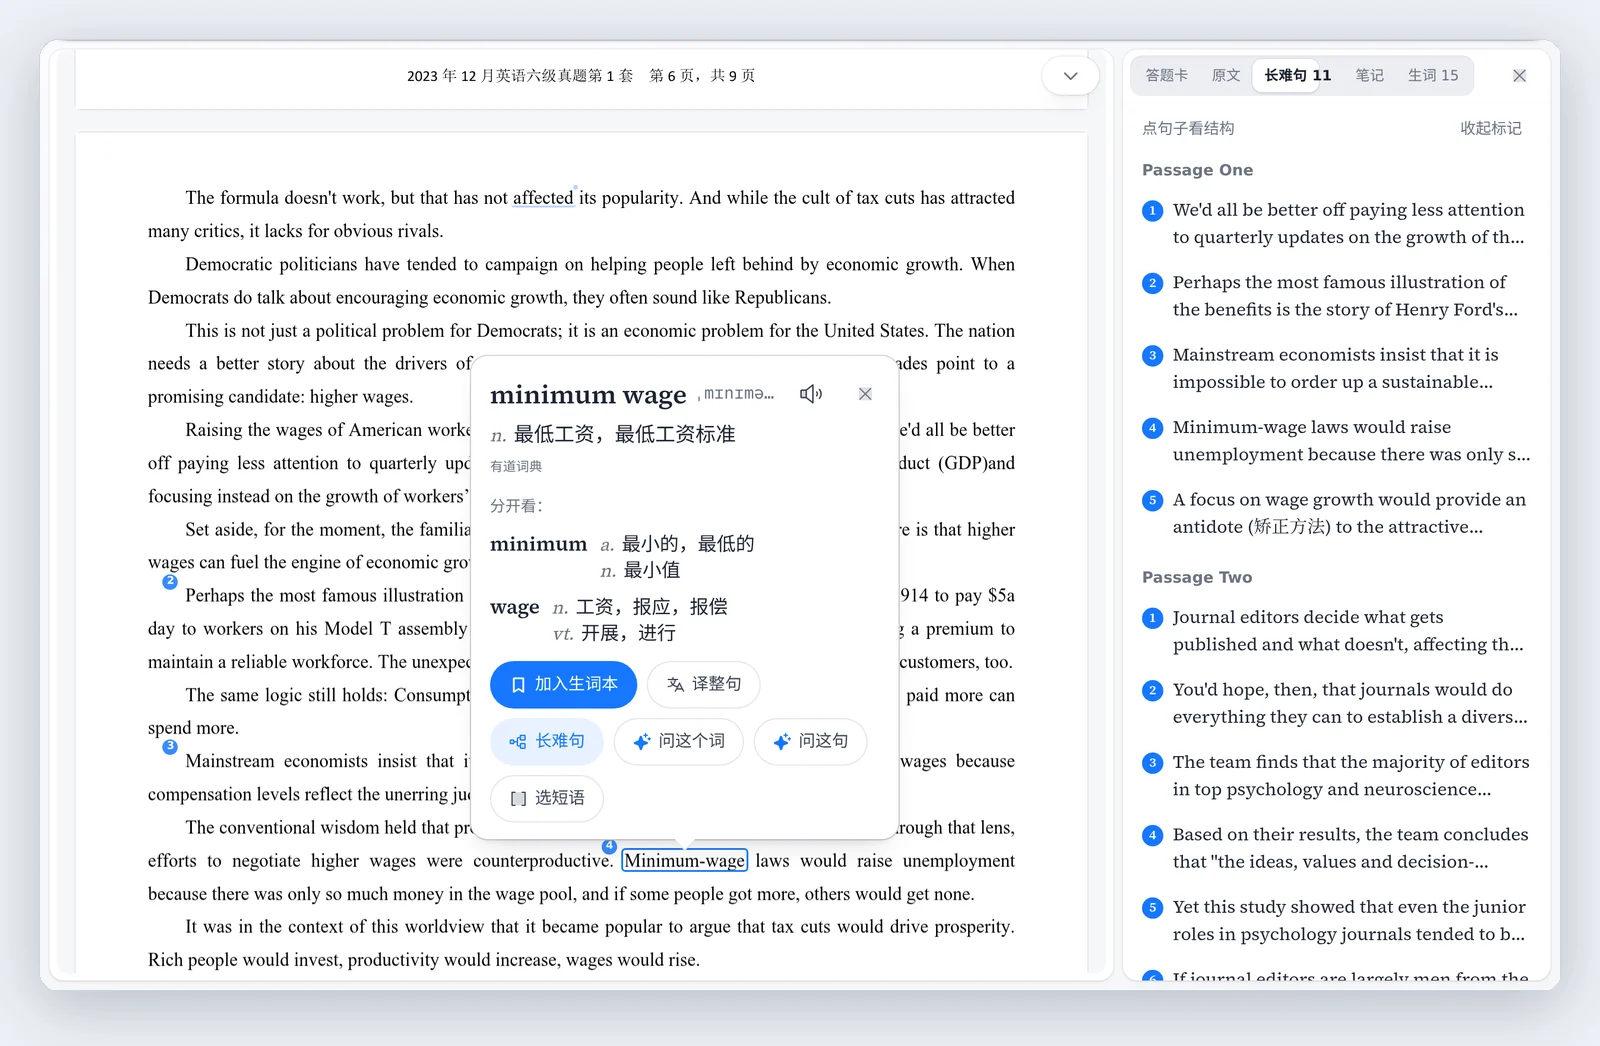 2023 年 12 月英语六级真题第 1 套 第 6 页，共 9 页
The formula doesn't work, but that has not affected its popularity. And while the cult of tax cuts has attracted
many critics, it lacks for obvious rivals.
Democratic politicians have tended to campaign on helping people left behind by economic growth. When
Democrats do talk about encouraging economic growth, they often sound like Republicans.
This is not just a political problem for Democrats; it is an economic problem for the United States. The nation
needs a better story about the drivers of
ades point to a
promising candidate: higher wages.
Raising the wages of American worke
e'd all be better
off paying less attention to quarterly upd
duct (GDP)and
focusing instead on the growth of workers’
Set aside, for the moment, the familia
re is that higher
wages can fuel the engine of economic gro
2
Perhaps the most famous illustration
914 to pay $5a
day to workers on his Model T assembly
g a premium to
maintain a reliable workforce. The unexpec
customers, too.
The same logic still holds: Consumpt
paid more can
spend more.
3
Mainstream economists insist that i
wages because
compensation levels reflect the unerring ju
The conventional wisdom held that pr
rough that lens,
4
efforts to negotiate higher wages were counterproductive. Minimum-wage laws would raise unemployment
because there was only so much money in the wage pool, and if some people got more, others would get none.
It was in the context of this worldview that it became popular to argue that tax cuts would drive prosperity.
Rich people would invest, productivity would increase, wages would rise.
minimum wage ˌmɪnɪmə...
n. 最低工资，最低工资标准
有道词典
分开看：
minimum a. 最小的，最低的
n. 最小值
wage n. 工资，报应，报偿
vt. 开展，进行
加入生词本 译整句
长难句 问这个词 问这句
选短语
答题卡 原文 长难句 11 笔记 生词 15
点句子看结构 收起标记
Passage One
1 We'd all be better off paying less attention
to quarterly updates on the growth of th...
2 Perhaps the most famous illustration of
the benefits is the story of Henry Ford's...
3 Mainstream economists insist that it is
impossible to order up a sustainable...
4 Minimum-wage laws would raise
unemployment because there was only s...
5 A focus on wage growth would provide an
antidote (矫正方法) to the attractive...
Passage Two
1 Journal editors decide what gets
published and what doesn't, affecting th...
2 You'd hope, then, that journals would do
everything they can to establish a divers...
3 The team finds that the majority of editors
in top psychology and neuroscience...
4 Based on their results, the team concludes
that "the ideas, values and decision-...
5 Yet this study showed that even the junior
roles in psychology journals tended to b...
6 If journal editors are largely men from the